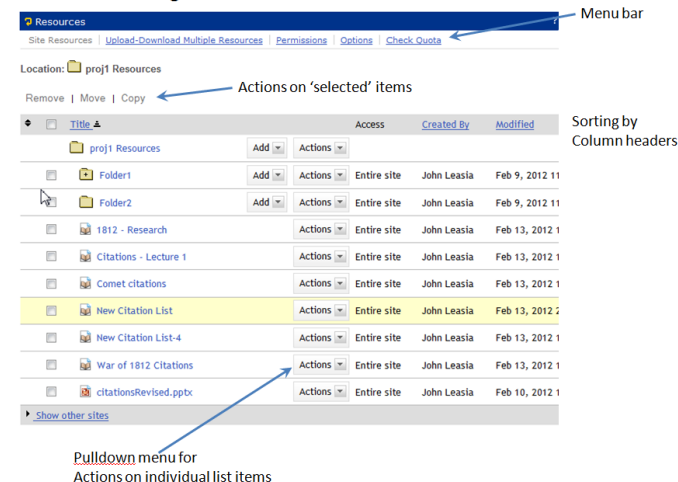 Menu bar
Resources ?
Site Resources | Upload-Download Multiple Resources | Permissions | Options | Check Quota
Location: proj1 Resources
Actions on ‘selected’ items
Remove | Move | Copy
Title Access Created By Modified
Sorting by
Column headers
proj1 Resources Add Actions
Folder1 Add Actions Entire site John Leasia Feb 9, 2012 11
Folder2 Add Actions Entire site John Leasia Feb 9, 2012 11
1812 - Research Actions Entire site John Leasia Feb 13, 2012 1
Citations - Lecture 1 Actions Entire site John Leasia Feb 13, 2012 1
Comet citations Actions Entire site John Leasia Feb 13, 2012 1
New Citation List Actions Entire site John Leasia Feb 13, 2012 2
New Citation List-4 Actions Entire site John Leasia Feb 13, 2012 1
War of 1812 Citations Actions Entire site John Leasia Feb 13, 2012 1
citationsRevised.pptx Actions Entire site John Leasia Feb 10, 2012 1
Show other sites
Pulldown menu for
Actions on individual list items